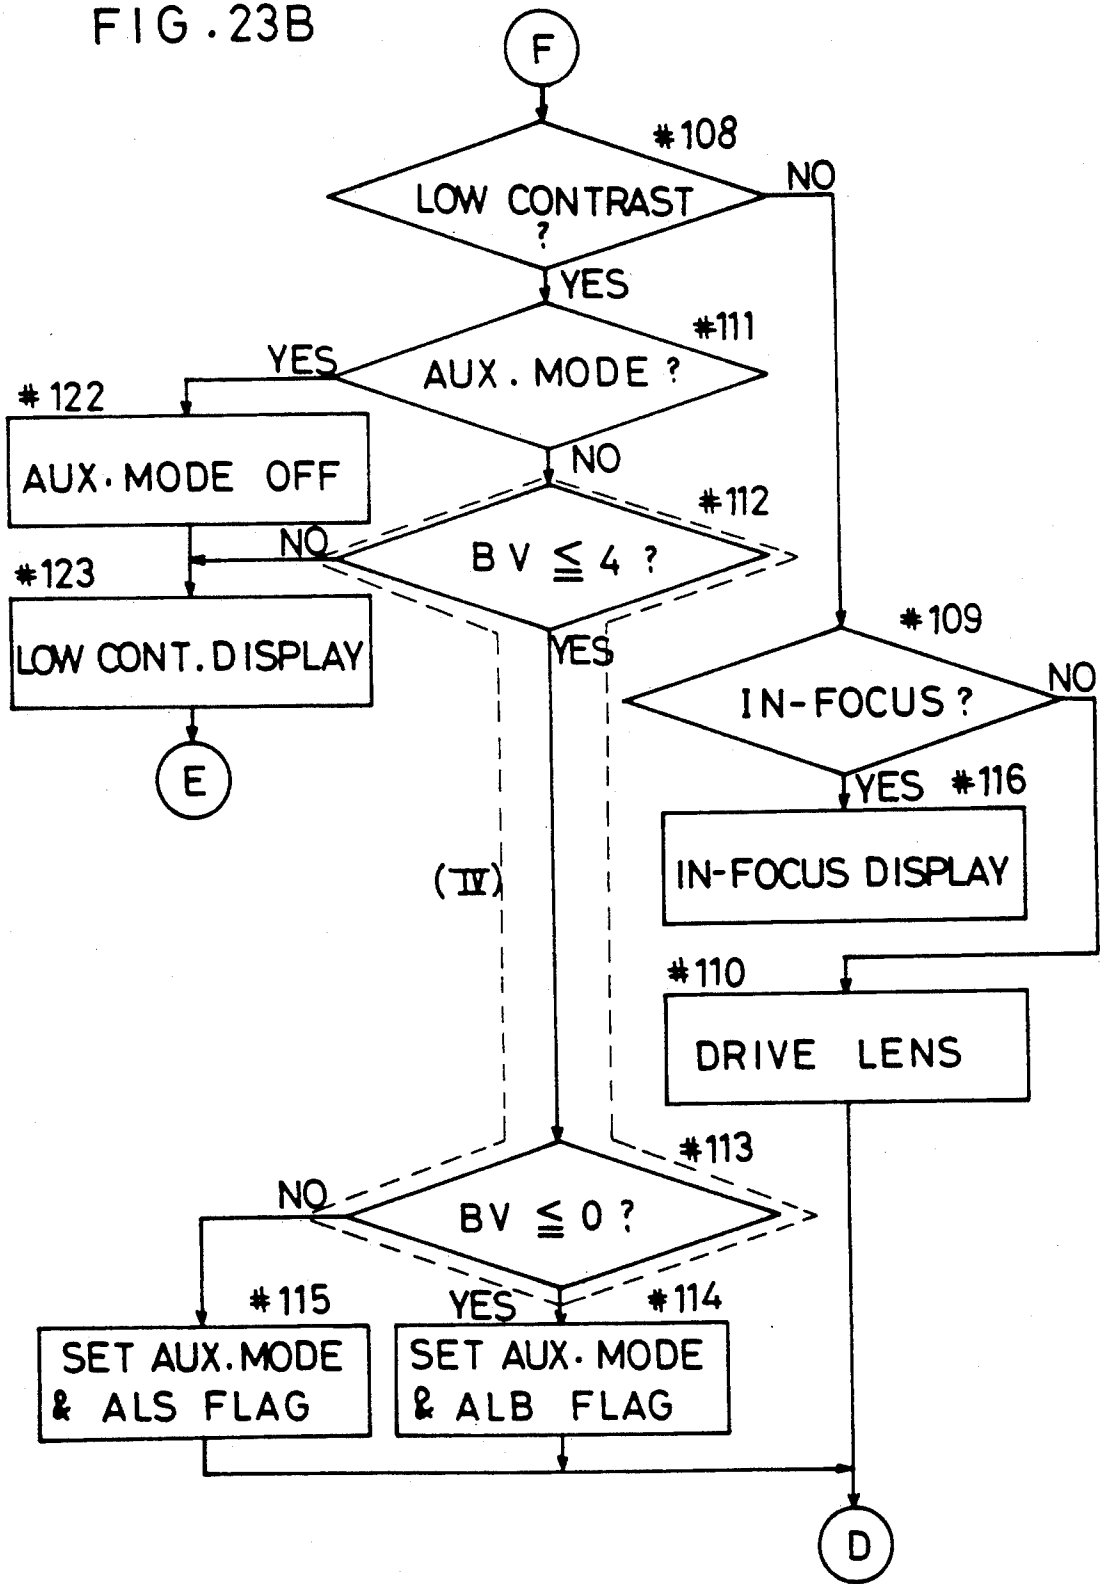 FIG.23B
F
#108
LOW CONTRAST
?
NO
YES
#111
AUX. MODE ?
YES
#122
AUX. MODE OFF
NO
#112
BV ≦ 4 ?
NO
#123
LOW CONT. DISPLAY
YES
#109
IN-FOCUS ?
NO
E
YES
#116
IN-FOCUS DISPLAY
(IV)
#110
DRIVE LENS
#113
BV ≦ 0 ?
NO
YES
#115
SET AUX. MODE
& ALS FLAG
#114
SET AUX. MODE
& ALB FLAG
D